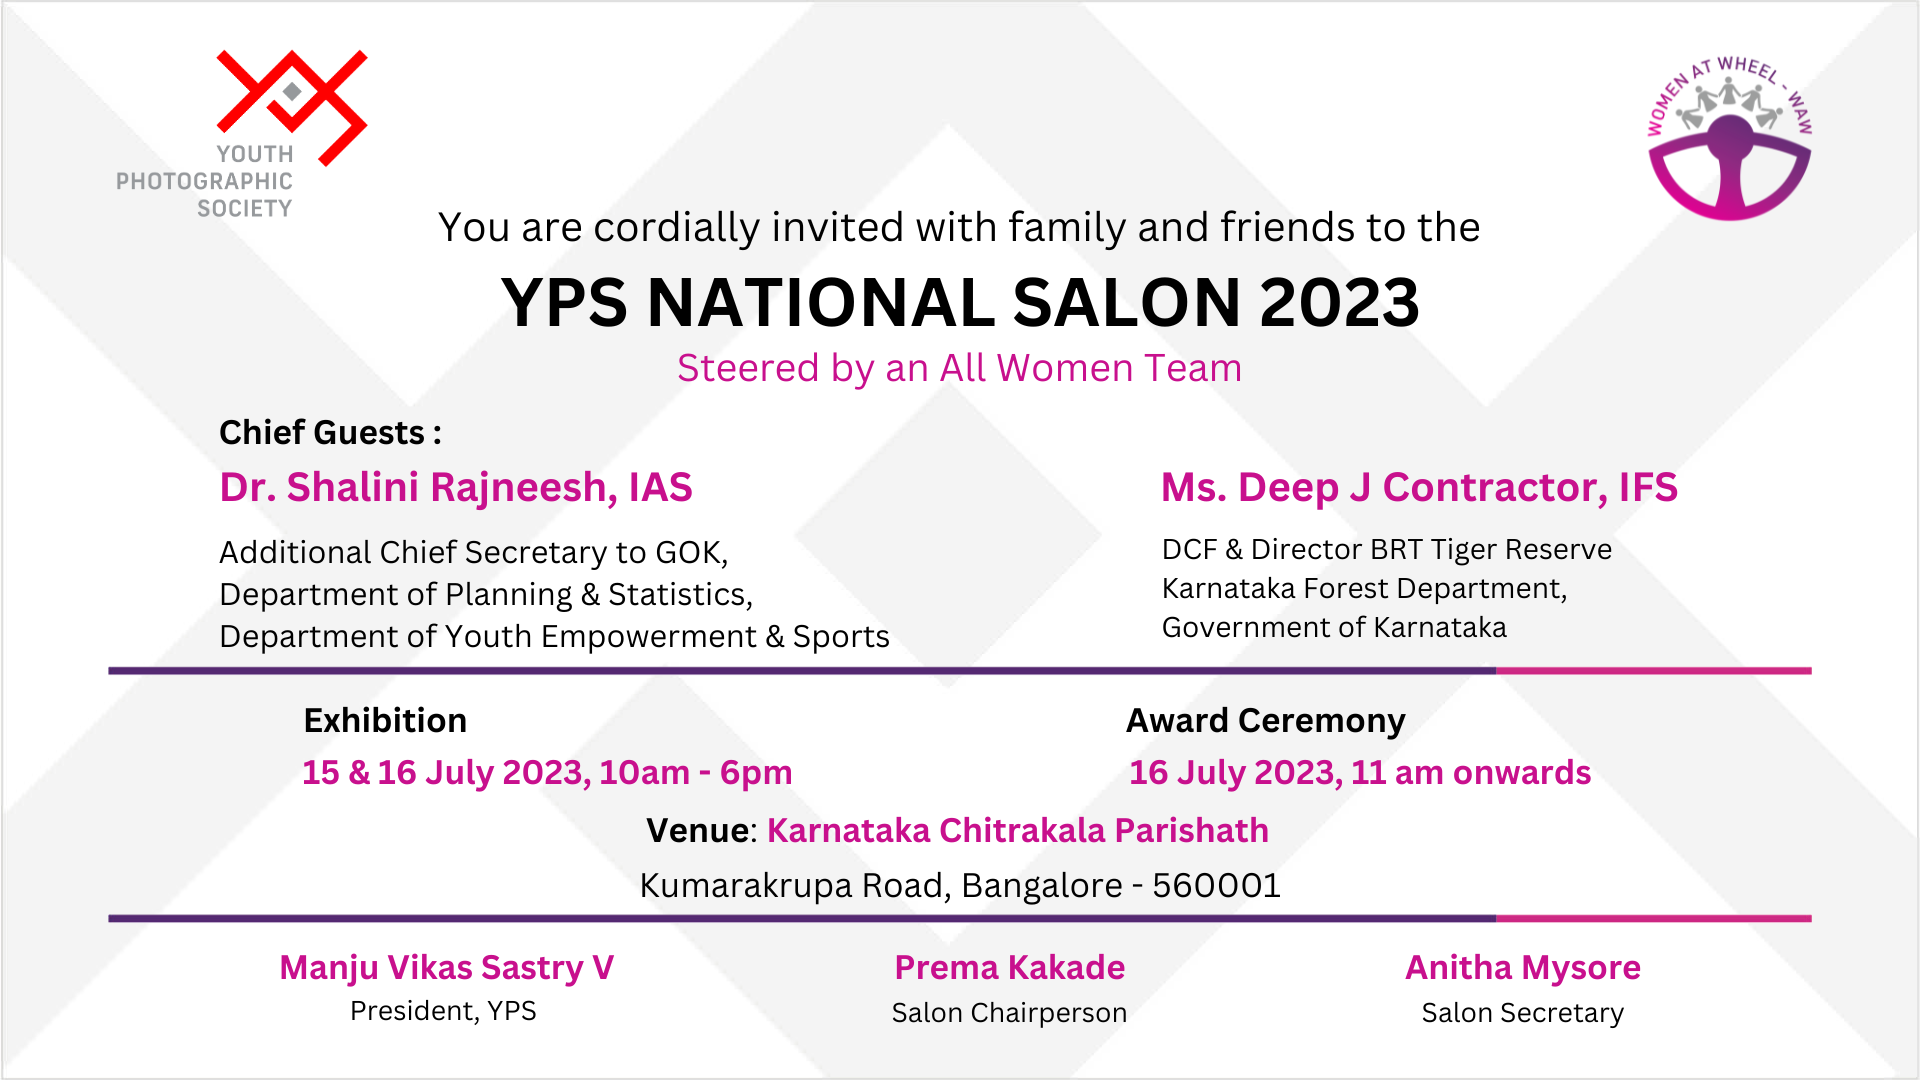 YOUTH
PHOTOGRAPHIC
SOCIETY
WOMEN AT WHEEL - WAW
You are cordially invited with family and friends to the
YPS NATIONAL SALON 2023
Steered by an All Women Team
Chief Guests :
Dr. Shalini Rajneesh, IAS
Additional Chief Secretary to GOK,
Department of Planning & Statistics,
Department of Youth Empowerment & Sports
Ms. Deep J Contractor, IFS
DCF & Director BRT Tiger Reserve
Karnataka Forest Department,
Government of Karnataka
Exhibition
15 & 16 July 2023, 10am - 6pm
Award Ceremony
16 July 2023, 11 am onwards
Venue: Karnataka Chitrakala Parishath
Kumarakrupa Road, Bangalore - 560001
Manju Vikas Sastry V
President, YPS
Prema Kakade
Salon Chairperson
Anitha Mysore
Salon Secretary